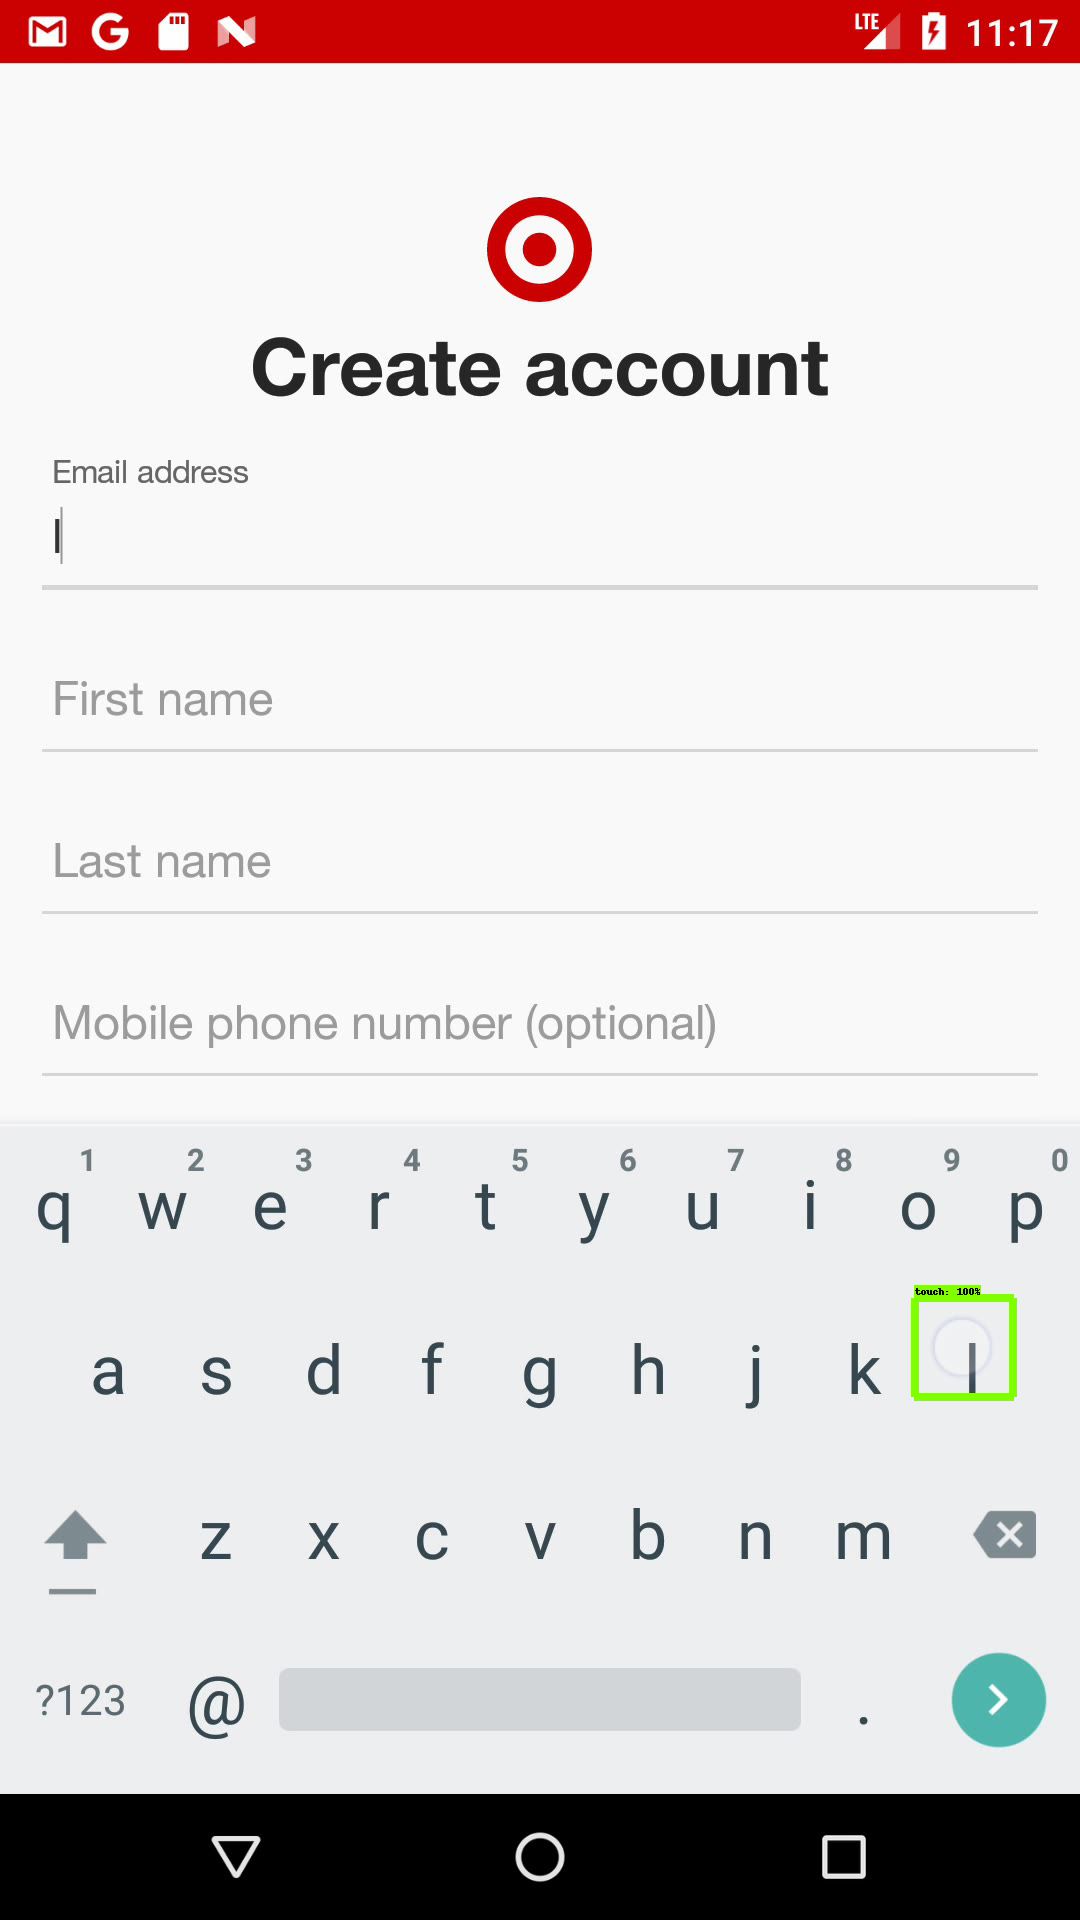 LTE 11:17
Create account
Email address
l
First name
Last name
Mobile phone number (optional)
1 2 3 4 5 6 7 8 9 0
q w e r t y u i o p
touch: 100%
a s d f g h j k l
z x c v b n m
?123 @ .